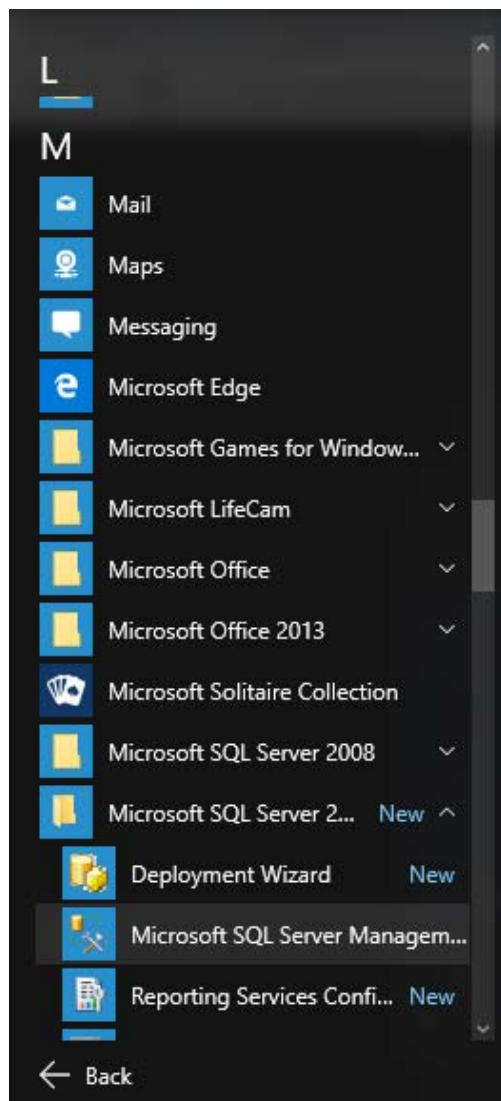 L
M
Mail
Maps
Messaging
Microsoft Edge
Microsoft Games for Window...
Microsoft LifeCam
Microsoft Office
Microsoft Office 2013
Microsoft Solitaire Collection
Microsoft SQL Server 2008
Microsoft SQL Server 2... New
Deployment Wizard New
Microsoft SQL Server Managem...
Reporting Services Confi... New
Back